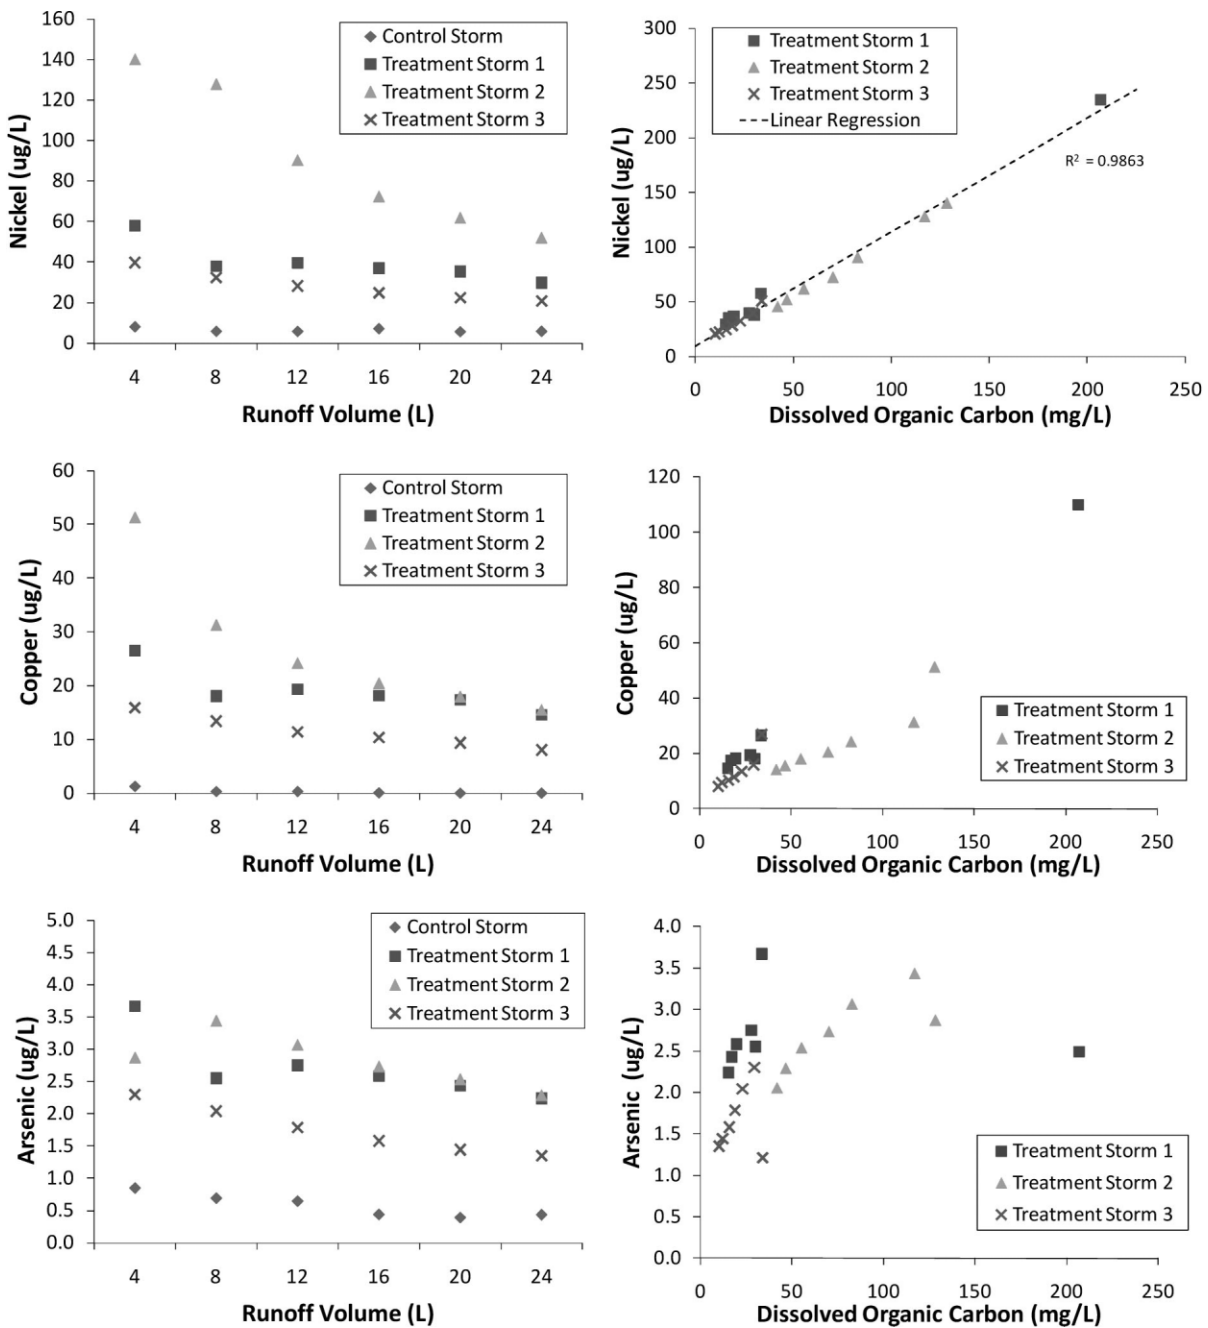 Nickel (ug/L)
160
140
120
100
80
60
40
20
0
4 8 12 16 20 24
Runoff Volume (L)
Control Storm
Treatment Storm 1
Treatment Storm 2
Treatment Storm 3
Nickel (ug/L)
300
250
200
150
100
50
0
0 50 100 150 200 250
Dissolved Organic Carbon (mg/L)
Treatment Storm 1
Treatment Storm 2
Treatment Storm 3
Linear Regression
R² = 0.9863
Copper (ug/L)
60
50
40
30
20
10
0
4 8 12 16 20 24
Runoff Volume (L)
Control Storm
Treatment Storm 1
Treatment Storm 2
Treatment Storm 3
Copper (ug/L)
120
100
80
60
40
20
0
0 50 100 150 200 250
Dissolved Organic Carbon (mg/L)
Treatment Storm 1
Treatment Storm 2
Treatment Storm 3
Arsenic (ug/L)
5.0
4.5
4.0
3.5
3.0
2.5
2.0
1.5
1.0
0.5
0.0
4 8 12 16 20 24
Runoff Volume (L)
Control Storm
Treatment Storm 1
Treatment Storm 2
Treatment Storm 3
Arsenic (ug/L)
4.0
3.5
3.0
2.5
2.0
1.5
1.0
0.5
0.0
0 50 100 150 200 250
Dissolved Organic Carbon (mg/L)
Treatment Storm 1
Treatment Storm 2
Treatment Storm 3